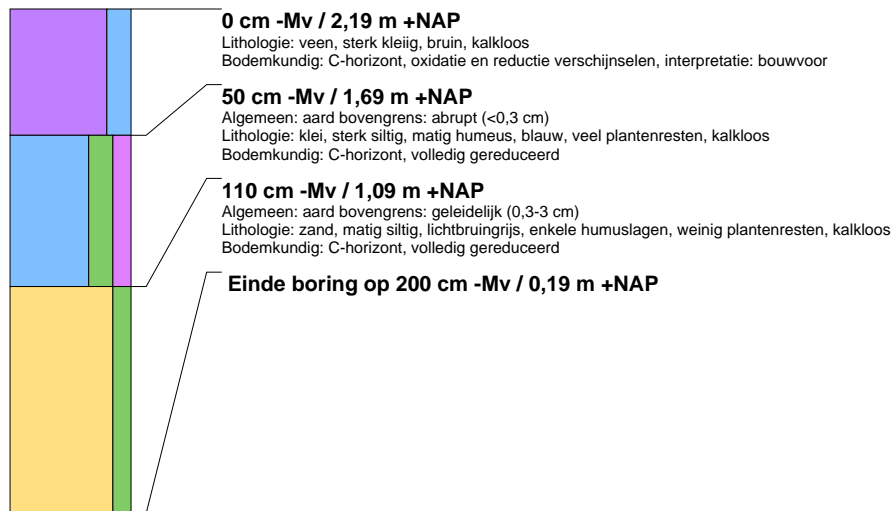 0 cm -Mv / 2,19 m +NAP
Lithologie: veen, sterk kleiig, bruin, kalkloos
Bodemkundig: C-horizont, oxidatie en reductie verschijnselen, interpretatie: bouwvoor
50 cm -Mv / 1,69 m +NAP
Algemeen: aard bovengrens: abrupt (<0,3 cm)
Lithologie: klei, sterk siltig, matig humeus, blauw, veel plantenresten, kalkloos
Bodemkundig: C-horizont, volledig gereduceerd
110 cm -Mv / 1,09 m +NAP
Algemeen: aard bovengrens: geleidelijk (0,3-3 cm)
Lithologie: zand, matig siltig, lichtbruingrijs, enkele humuslagen, weinig plantenresten, kalkloos
Bodemkundig: C-horizont, volledig gereduceerd
Einde boring op 200 cm -Mv / 0,19 m +NAP